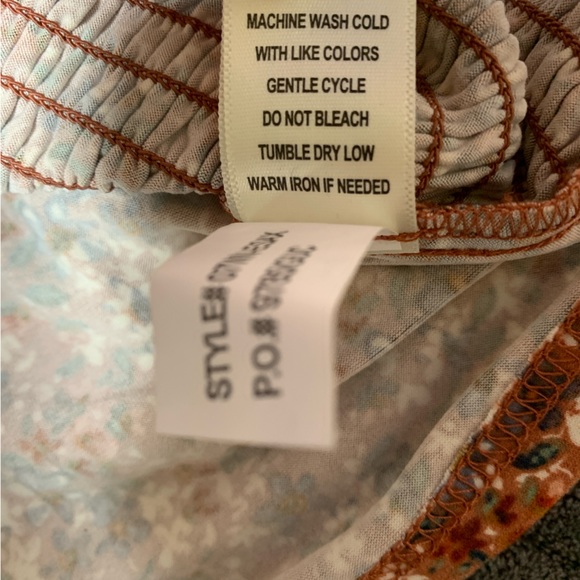 MACHINE WASH COLD
WITH LIKE COLORS
GENTLE CYCLE
DO NOT BLEACH
TUMBLE DRY LOW
WARM IRON IF NEEDED
STYLE#
P.O.#